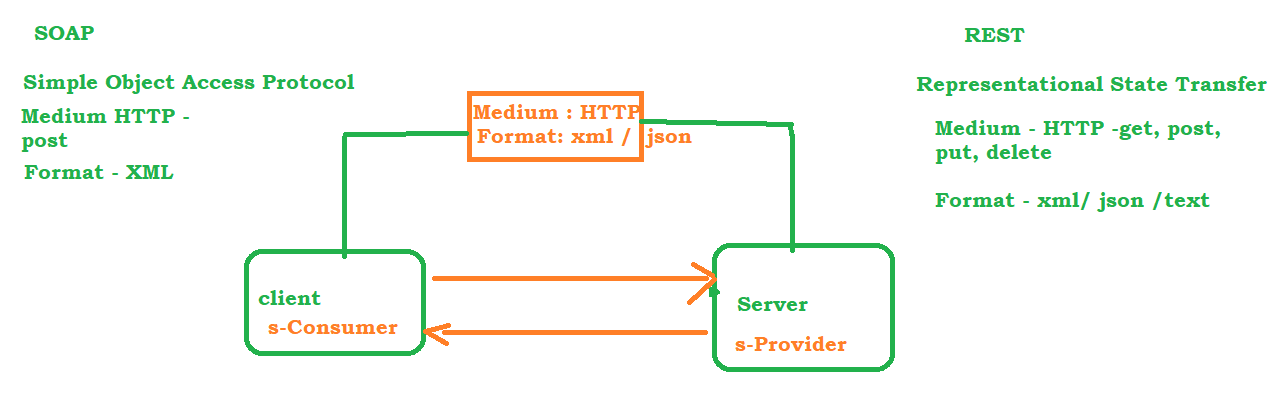 SOAP
Simple Object Access Protocol
Medium HTTP -
post
Format - XML
Medium : HTTP
Format: xml / json
REST
Representational State Transfer
Medium - HTTP -get, post,
put, delete
Format - xml/ json /text
client
s-Consumer
Server
s-Provider